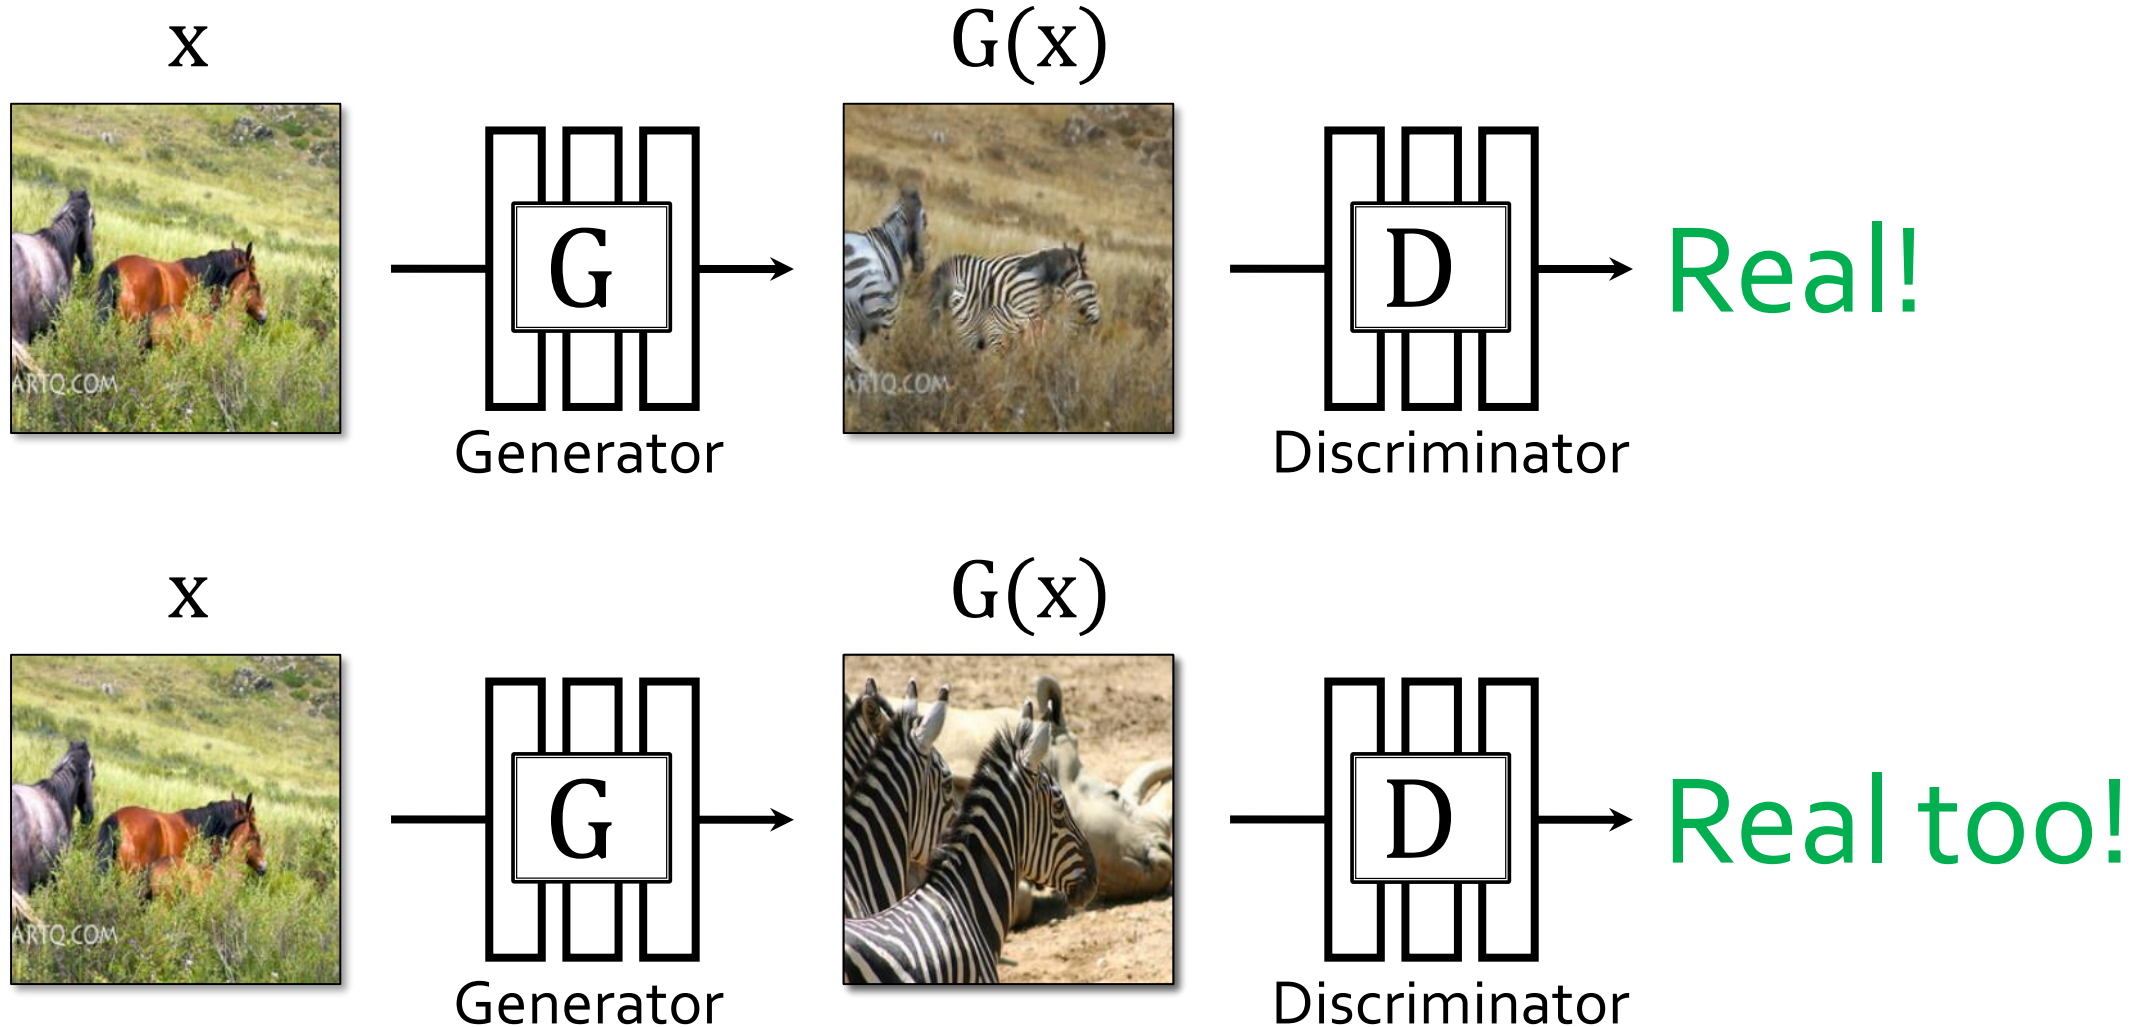 x
G(x)
G
D
Real!
ARTQ.COM
ARTQ.COM
Generator
Discriminator
x
G(x)
G
D
Real too!
ARTQ.COM
Generator
Discriminator